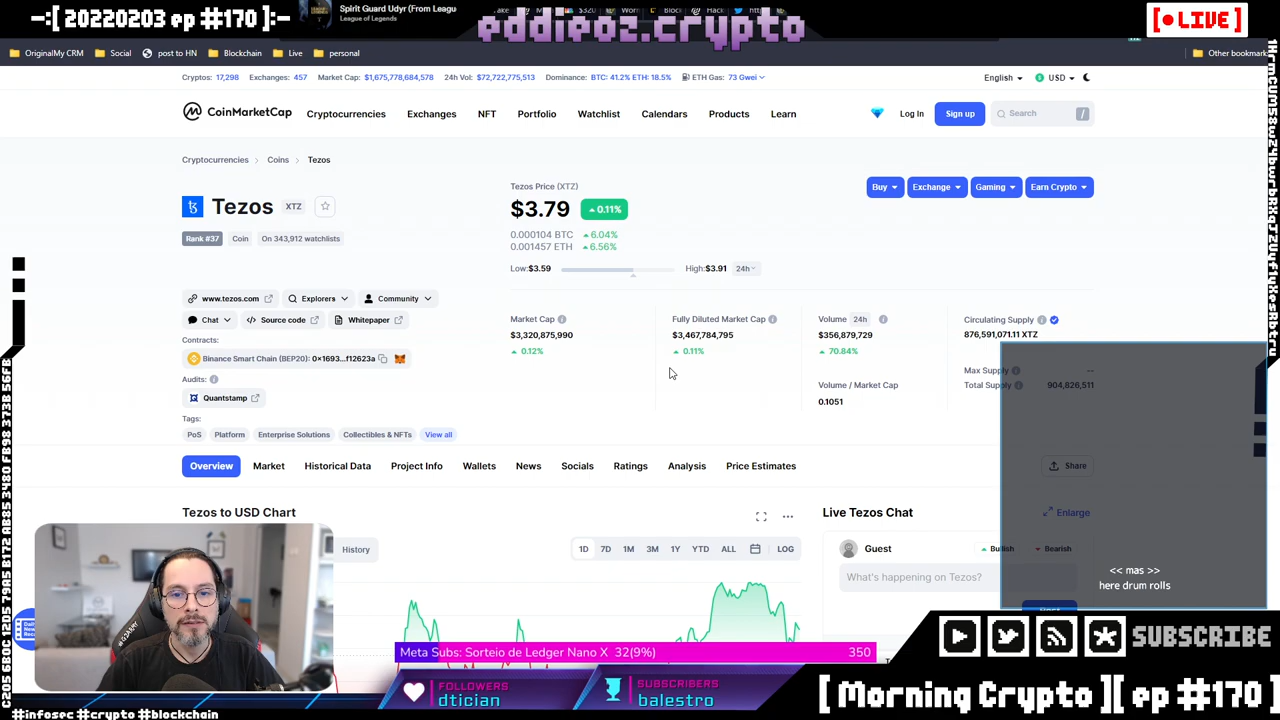 -:[ 20220203 ep #170 ]:-
Spirit Guard Udyr (From Leagu
League of Legends
eddieoz.crypto
[ • LIVE ]
OriginalMy CRM
Social
post to HN
Blockchain
Live
personal
Other bookmark
Cryptos: 17,298 Exchanges: 457 Market Cap: $1,675,778,684,578 24h Vol: $72,722,775,513 Dominance: BTC: 41.2% ETH: 18.5% ETH Gas: 73 Gwei
English USD
CoinMarketCap
Cryptocurrencies Exchanges NFT Portfolio Watchlist Calendars Products Learn
Log In
Sign up
Search /
Cryptocurrencies > Coins > Tezos
Tezos XTZ
Rank #37 Coin On 343,912 watchlists
Tezos Price (XTZ)
$3.79 0.11%
0.000104 BTC 6.04%
0.001457 ETH 6.56%
Low: $3.59 High: $3.91 24h
Buy Exchange Gaming Earn Crypto
www.tezos.com Explorers Community
Chat Source code Whitepaper
Contracts:
Binance Smart Chain (BEP20): 0x1693...f12623a
Audits:
Quantstamp
Tags:
PoS Platform Enterprise Solutions Collectibles & NFTs View all
Market Cap
$3,320,875,990
0.12%
Fully Diluted Market Cap
$3,467,784,795
0.11%
Volume 24h
$356,879,729
70.84%
Volume / Market Cap
0.1051
Circulating Supply
876,591,071.11 XTZ
Max Supply --
Total Supply 904,826,511
Overview Market Historical Data Project Info Wallets News Socials Ratings Analysis Price Estimates
Share
Tezos to USD Chart
History
1D 7D 1M 3M 1Y YTD ALL LOG
Live Tezos Chat
Enlarge
Guest
Bullish Bearish
What's happening on Tezos?
Post
<< mas >>
here drum rolls
Meta Subs: Sorteio de Ledger Nano X 32(9%) 350
FOLLOWERS
dtician
SUBSCRIBERS
balestro
SUBSCRIBE
[ Morning Crypto ][ ep #170 ]
#infosec #crypto #blockchain